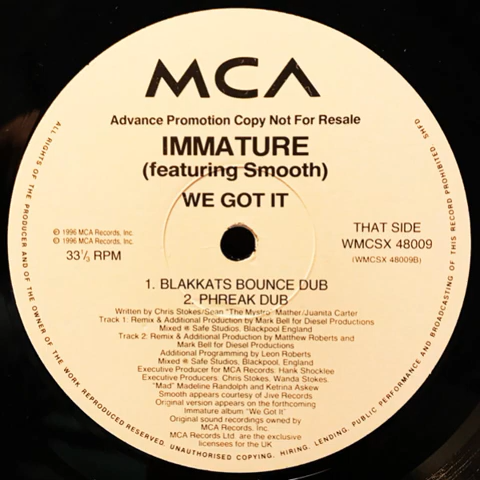 MCA
Advance Promotion Copy Not For Resale
IMMATURE
(featuring Smooth)
WE GOT IT
℗ 1996 MCA Records, Inc.
© 1996 MCA Records, Inc.
33⅓ RPM
THAT SIDE
WMCSX 48009
(WMCSX 48009B)
1. BLAKKATS BOUNCE DUB
2. PHREAK DUB
Written by Chris Stokes/Sean "The Mystro" Mather/Juanita Carter
Track 1: Remix & Additional Production by Mark Bell for Diesel Productions
Mixed @ Safe Studios, Blackpool England
Track 2: Remix & Additional Production by Matthew Roberts and
Mark Bell for Diesel Productions
Additional Programming by Leon Roberts
Mixed @ Safe Studios, Blackpool England
Executive Producer for MCA Records: Hank Shocklee
Executive Producers: Chris Stokes, Wanda Stokes,
"Mad" Madeline Randolph and Ketrina Askew
Smooth appears courtesy of Jive Records
Original version appears on the forthcoming
Immature album "We Got It"
Original sound recordings owned by
MCA Records, Inc
MCA Records Ltd. are the exclusive
licensees for the UK
ALL RIGHTS OF THE PRODUCER AND OF THE OWNER OF THE WORK REPRODUCED RESERVED. UNAUTHORISED COPYING, HIRING, LENDING, PUBLIC PERFORMANCE AND BROADCASTING OF THIS RECORD PROHIBITED. SHFD